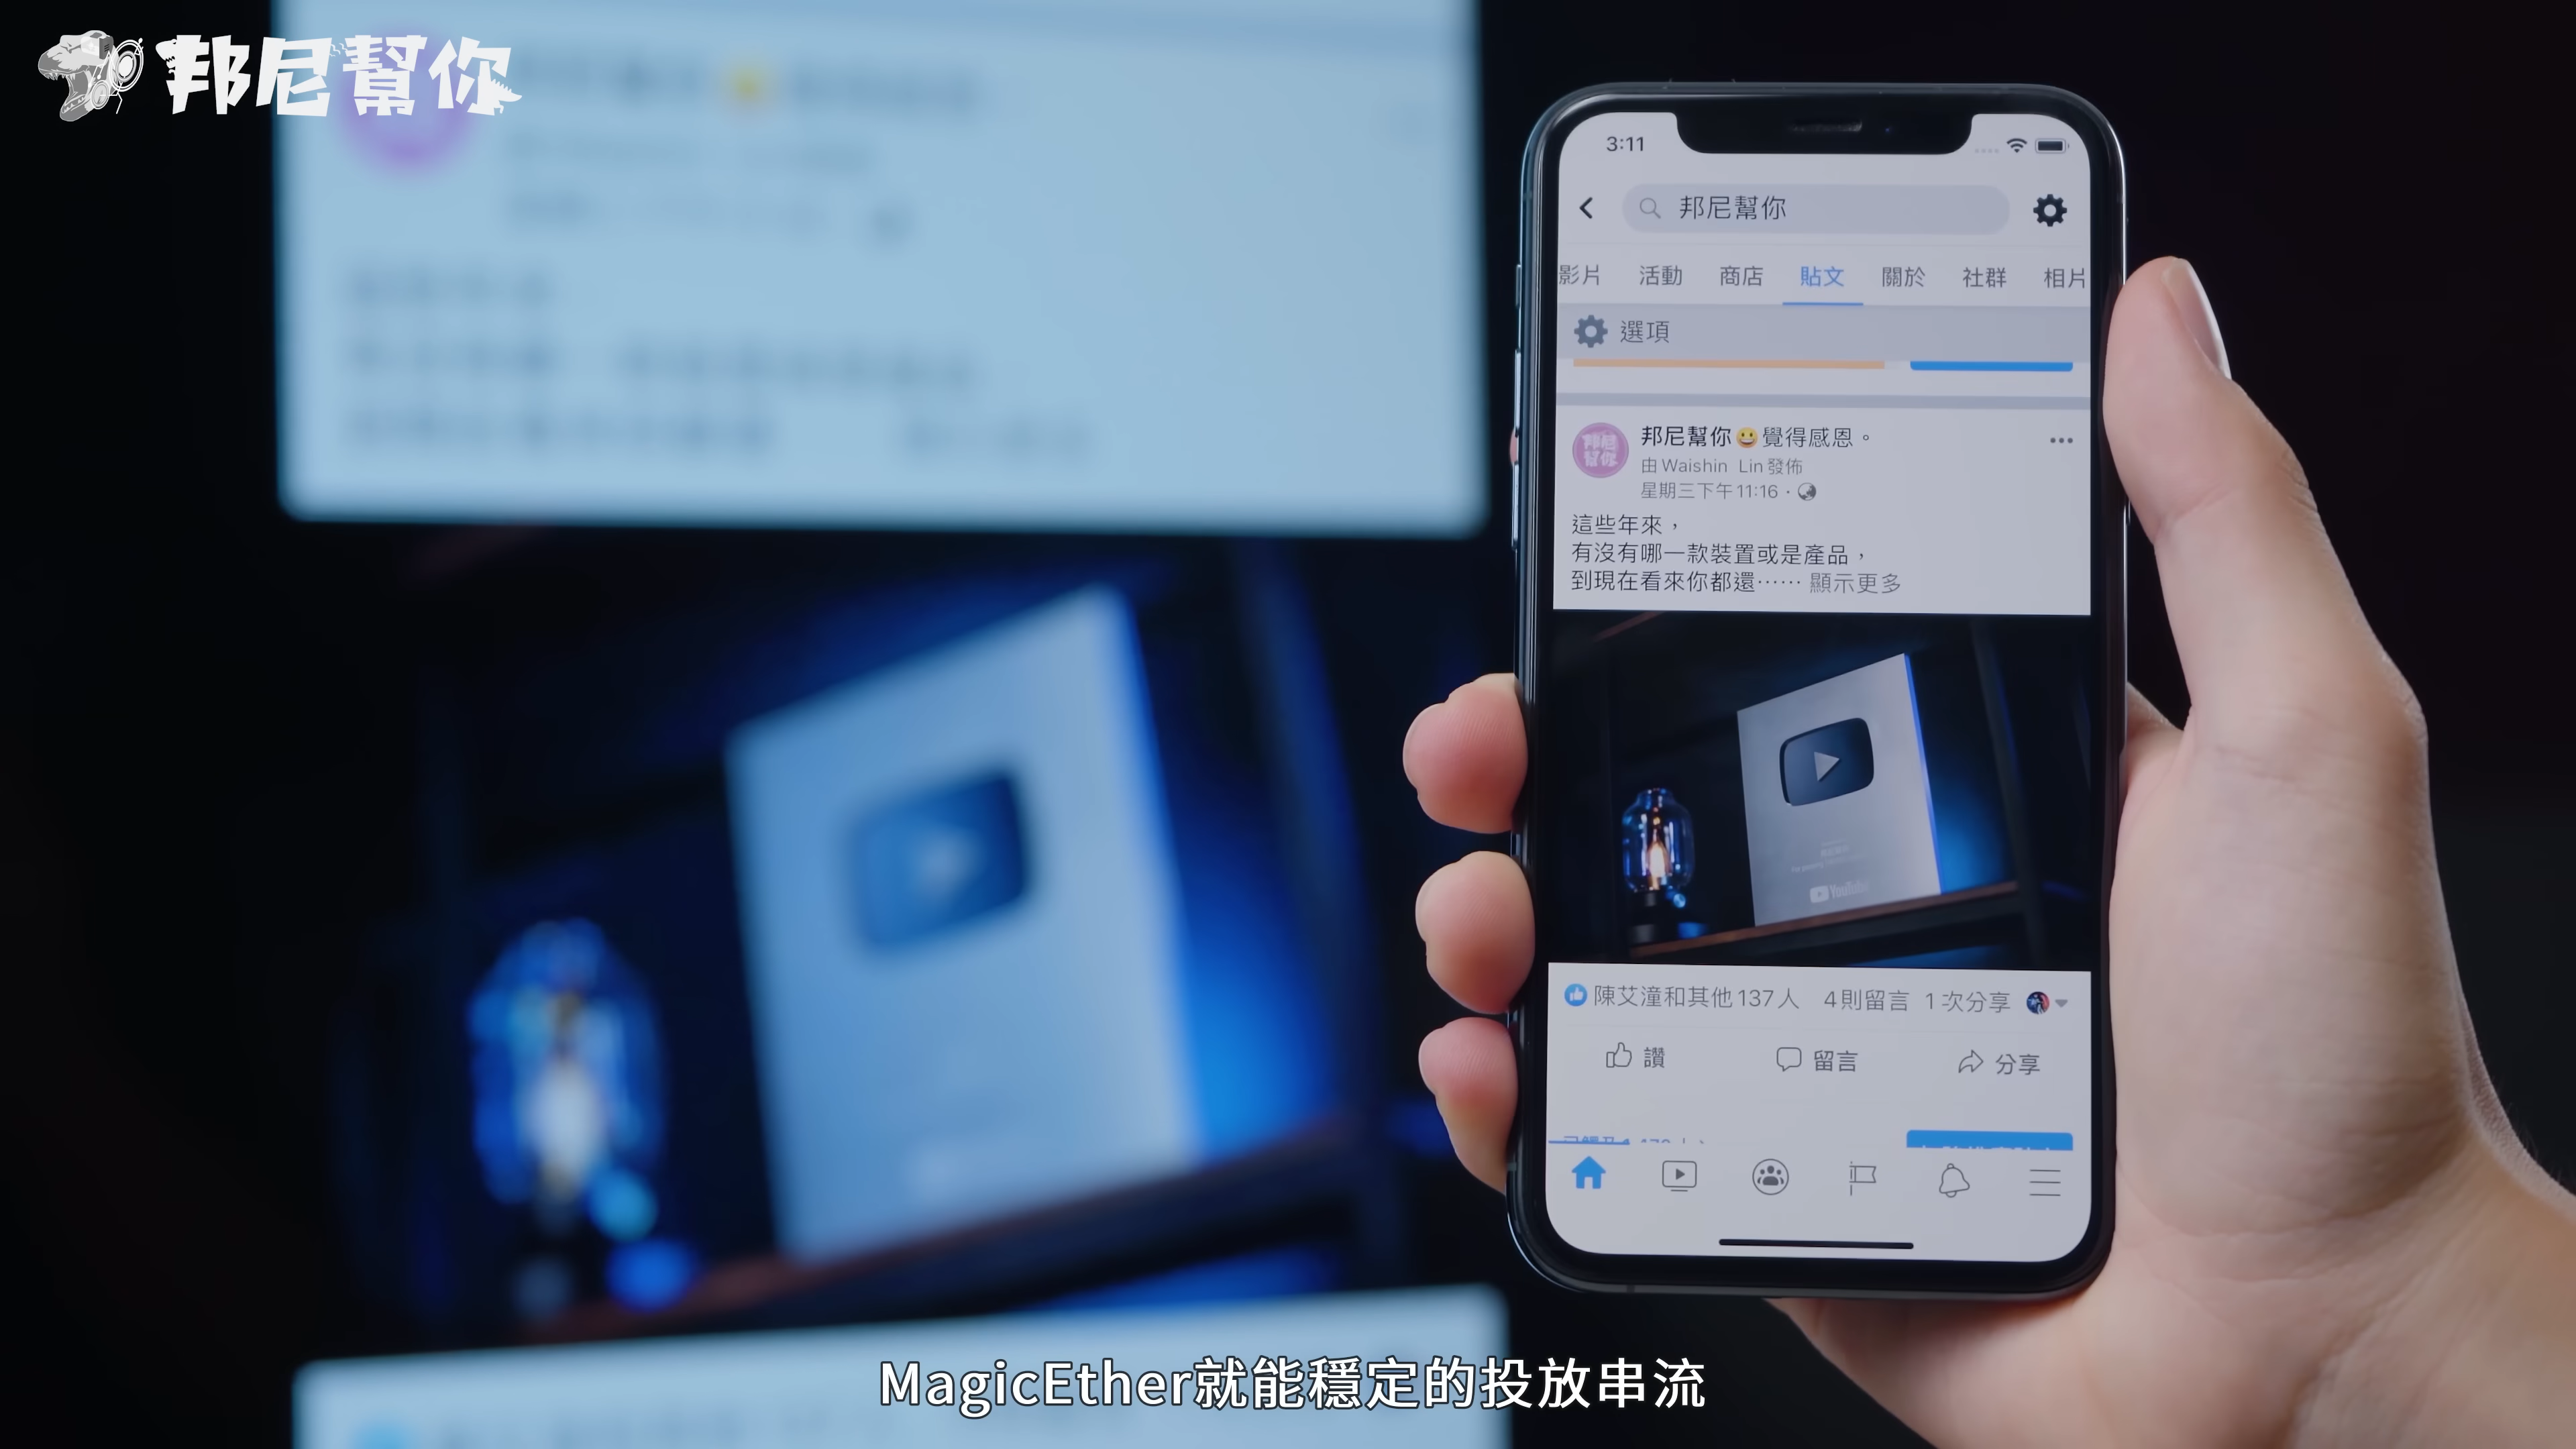 邦尼幫你
3:11
邦尼幫你
影片 活動 商店 貼文 關於 社群 相片
選項
邦尼幫你😀覺得感恩。
由 Waishin Lin 發佈
星期三下午 11:16 ·
這些年來，
有沒有哪一款裝置或是產品，
到現在看來你都還…… 顯示更多
YouTube
陳艾潼和其他 137 人 4 則留言 1 次分享
讚 留言 分享
MagicEther就能穩定的投放串流